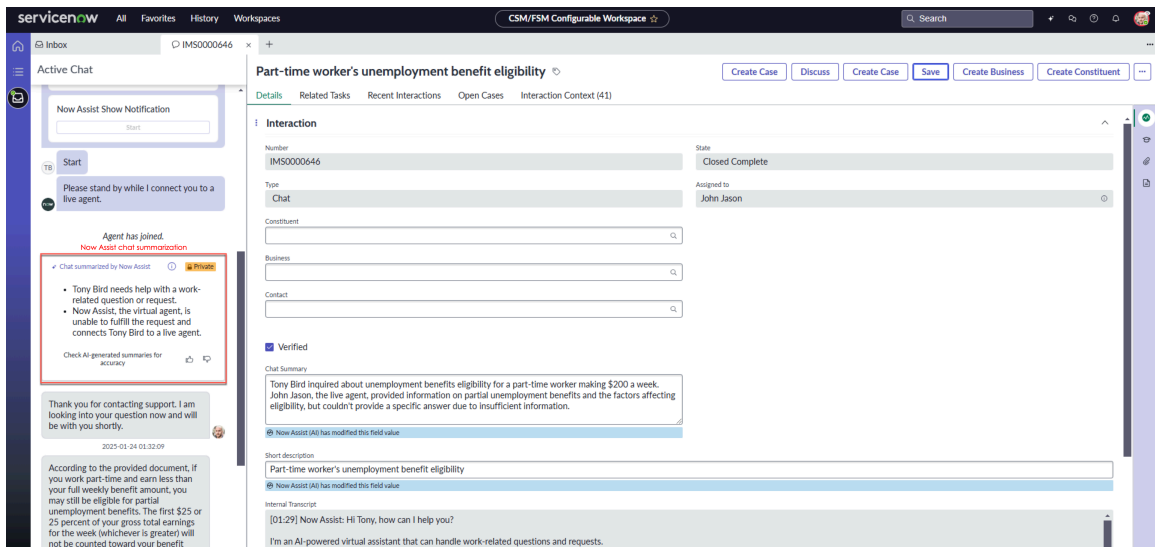 servicenow All Favorites History Workspaces CSM/FSM Configurable Workspace Search
Inbox IMS0000646
Active Chat
Now Assist Show Notification
Start
TB Start
Please stand by while I connect you to a
live agent.
now
Agent has joined.
Now Assist chat summarization
Chat summarized by Now Assist Private
Tony Bird needs help with a work-
related question or request.
Now Assist, the virtual agent, is
unable to fulfill the request and
connects Tony Bird to a live agent.
Check AI-generated summaries for
accuracy
Thank you for contacting support. I am
looking into your question now and will
be with you shortly.
2025-01-24 01:32:09
According to the provided document, if
you work part-time and earn less than
your full weekly benefit amount, you
may still be eligible for partial
unemployment benefits. The first $25 or
25 percent of your gross total earnings
for the week (whichever is greater) will
not be counted toward your benefit
Part-time worker's unemployment benefit eligibility
Create Case Discuss Create Case Save Create Business Create Constituent
Details Related Tasks Recent Interactions Open Cases Interaction Context (41)
Interaction
Number
IMS0000646
State
Closed Complete
Type
Chat
Assigned to
John Jason
Constituent
Business
Contact
Verified
Chat Summary
Tony Bird inquired about unemployment benefits eligibility for a part-time worker making $200 a week.
John Jason, the live agent, provided information on partial unemployment benefits and the factors affecting
eligibility, but couldn't provide a specific answer due to insufficient information.
Now Assist (AI) has modified this field value
Short description
Part-time worker's unemployment benefit eligibility
Now Assist (AI) has modified this field value
Internal Transcript
[01:29] Now Assist: Hi Tony, how can I help you?
I'm an AI-powered virtual assistant that can handle work-related questions and requests.